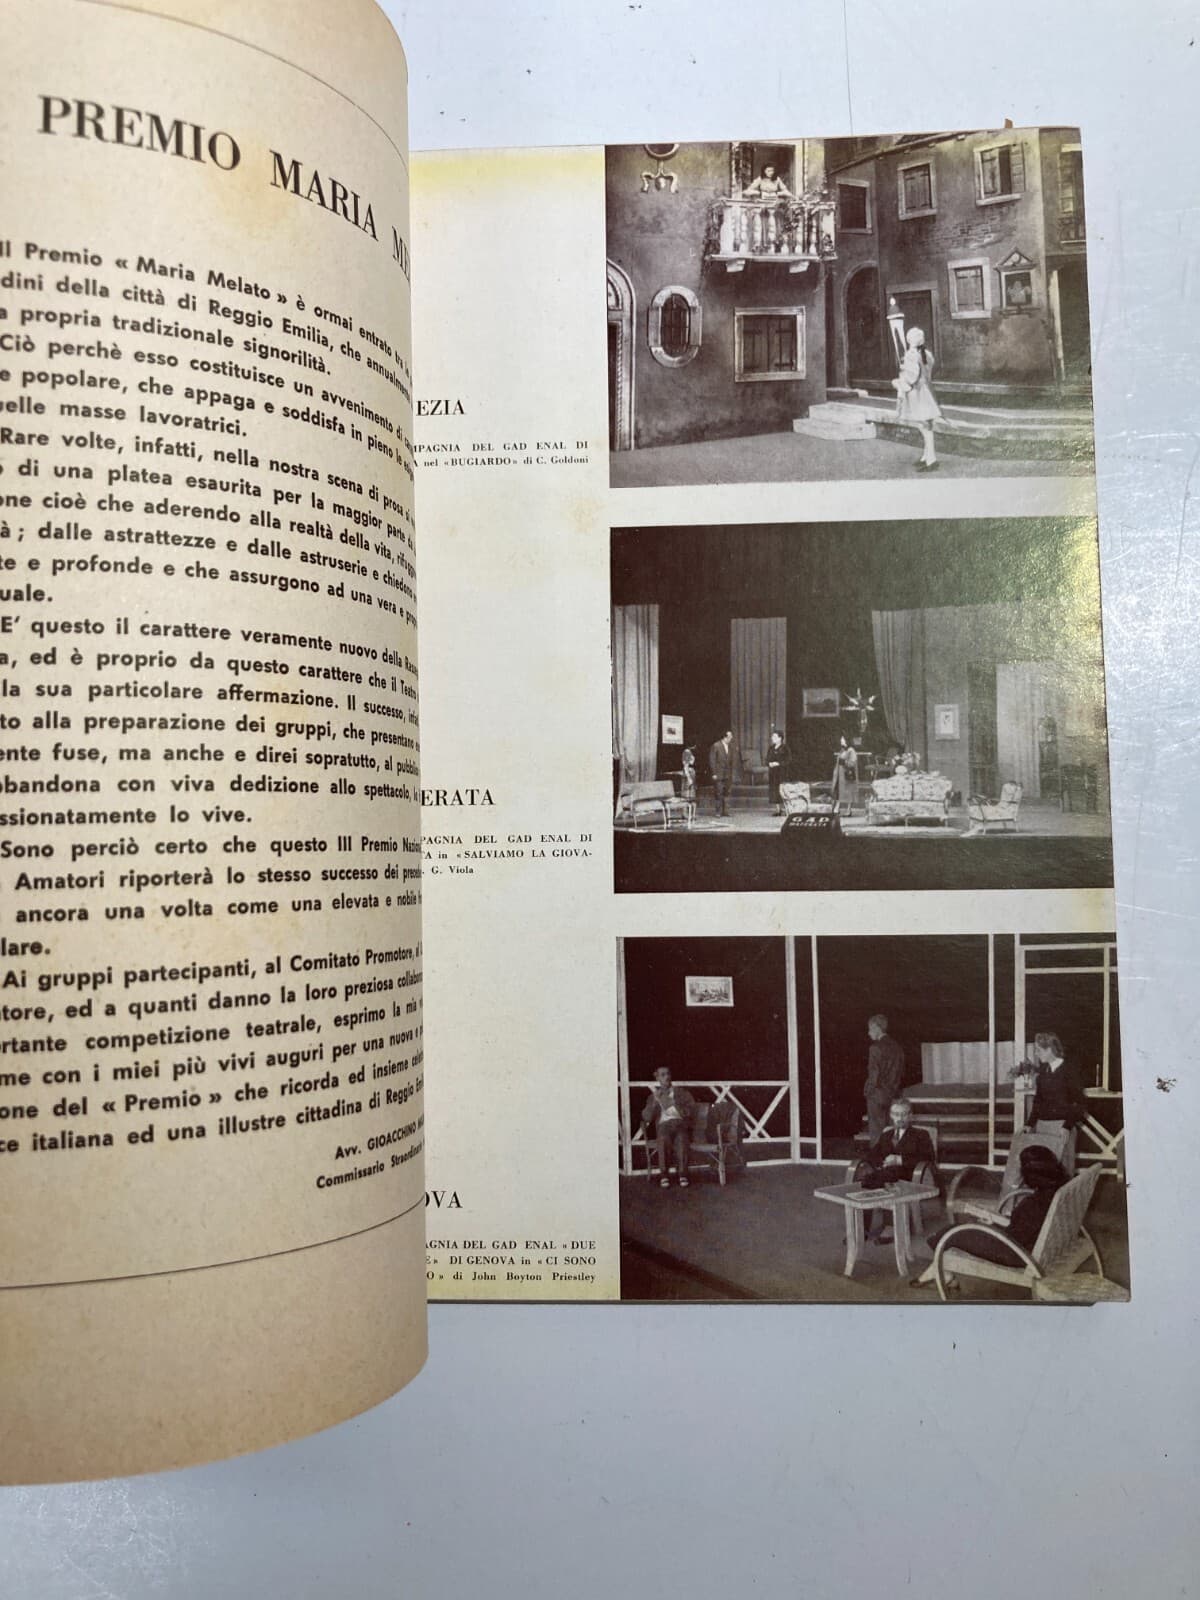 PREMIO MARIA
Il Premio « Maria Melato » è ormai entrato tra
dini della città di Reggio Emilia, che annualmente
propria tradizionale signorilità.
Ciò perchè esso costituisce un avvenimento di
e popolare, che appaga e soddisfa in pieno le
uelle masse lavoratrici.
Rare volte, infatti, nella nostra scena di prosa si
di una platea esaurita per la maggior parte da
one cioè che aderendo alla realtà della vita,
à ; dalle astrattezze e dalle astruserie e chiedono
te e profonde e che assurgono ad una vera e
uale.
E' questo il carattere veramente nuovo della
a, ed è proprio da questo carattere che il Teatro
la sua particolare affermazione. Il successo,
to alla preparazione dei gruppi, che presentano
ente fuse, ma anche e direi sopratutto, al
bbandona con viva dedizione allo spettacolo,
ssionatamente lo vive.
Sono perciò certo che questo III Premio
Amatori riporterà lo stesso successo dei
ancora una volta come una elevata e nobile
lare.
Ai gruppi partecipanti, al Comitato Promotore,
tore, ed a quanti danno la loro preziosa
rtante competizione teatrale, esprimo la mia
me con i miei più vivi auguri per una nuova e
one del « Premio » che ricorda ed insieme
ce italiana ed una illustre cittadina di Reggio
Avv. GIOACCHINO
Commissario
EZIA
MPAGNIA DEL GAD ENAL DI
nel «BUGIARDO» di C. Goldoni
ERATA
PAGNIA DEL GAD ENAL DI
TA in «SALVIAMO LA GIOVA-
G. Viola
G A D
MACERATA
OVA
AGNIA DEL GAD ENAL «DUE
E» DI GENOVA in «CI SONO
O» di John Boyton Priestley